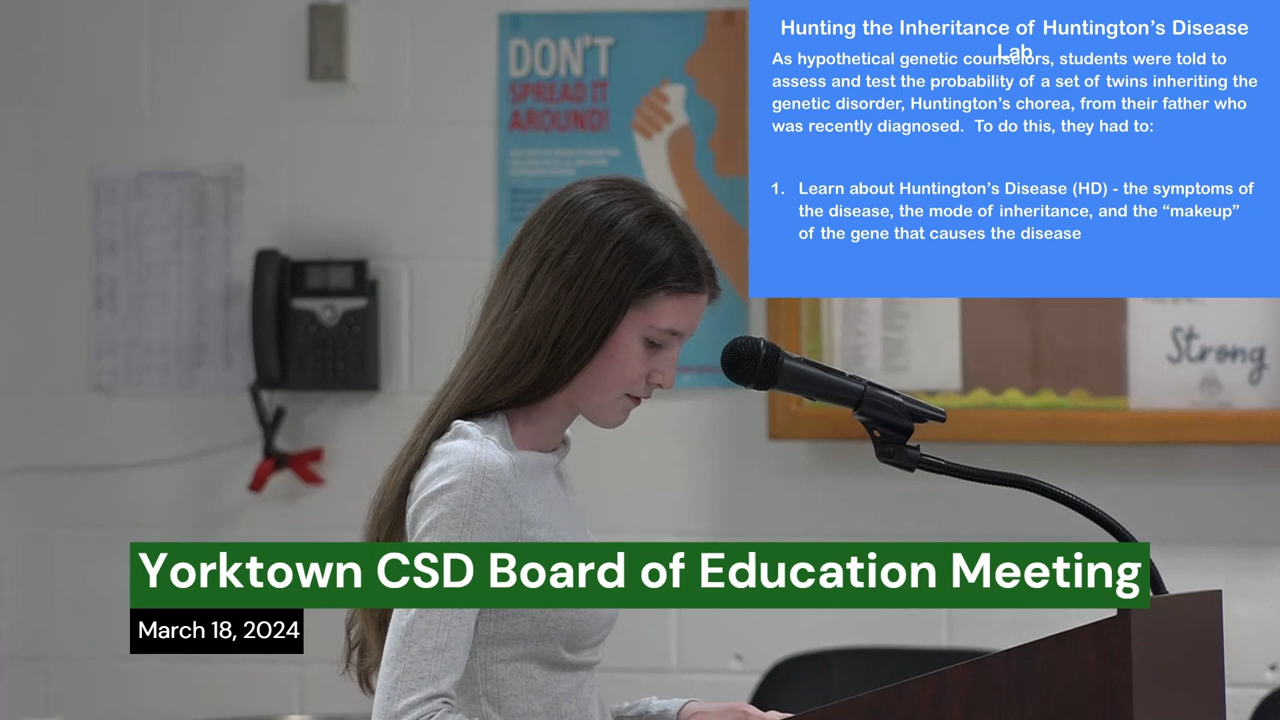 Hunting the Inheritance of Huntington’s Disease
Lab
As hypothetical genetic counselors, students were told to
assess and test the probability of a set of twins inheriting the
genetic disorder, Huntington’s chorea, from their father who
was recently diagnosed.  To do this, they had to:
1. Learn about Huntington’s Disease (HD) - the symptoms of
the disease, the mode of inheritance, and the “makeup”
of the gene that causes the disease
DON'T
SPREAD IT
AROUND!
Strong
Yorktown CSD Board of Education Meeting
March 18, 2024